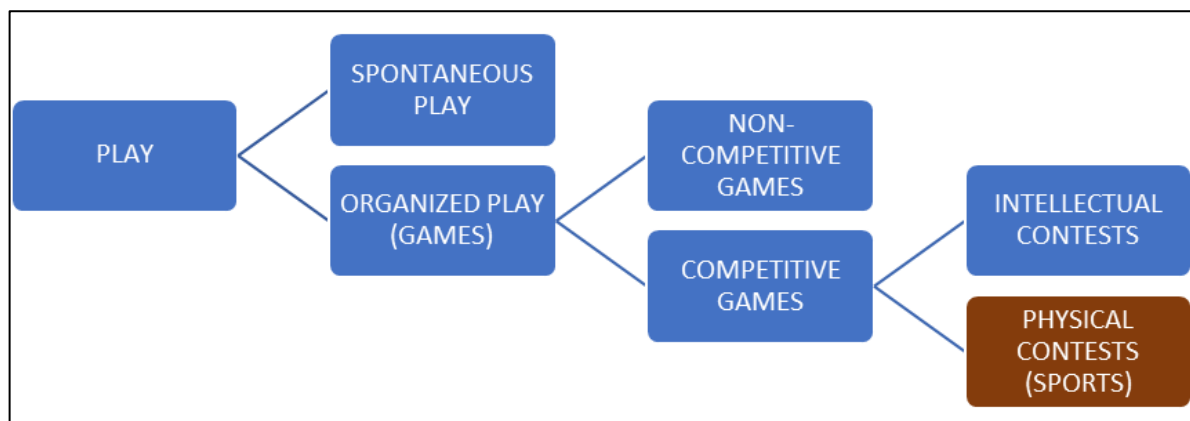 PLAY
SPONTANEOUS
PLAY
ORGANIZED PLAY
(GAMES)
NON-
COMPETITIVE
GAMES
COMPETITIVE
GAMES
INTELLECTUAL
CONTESTS
PHYSICAL
CONTESTS
(SPORTS)